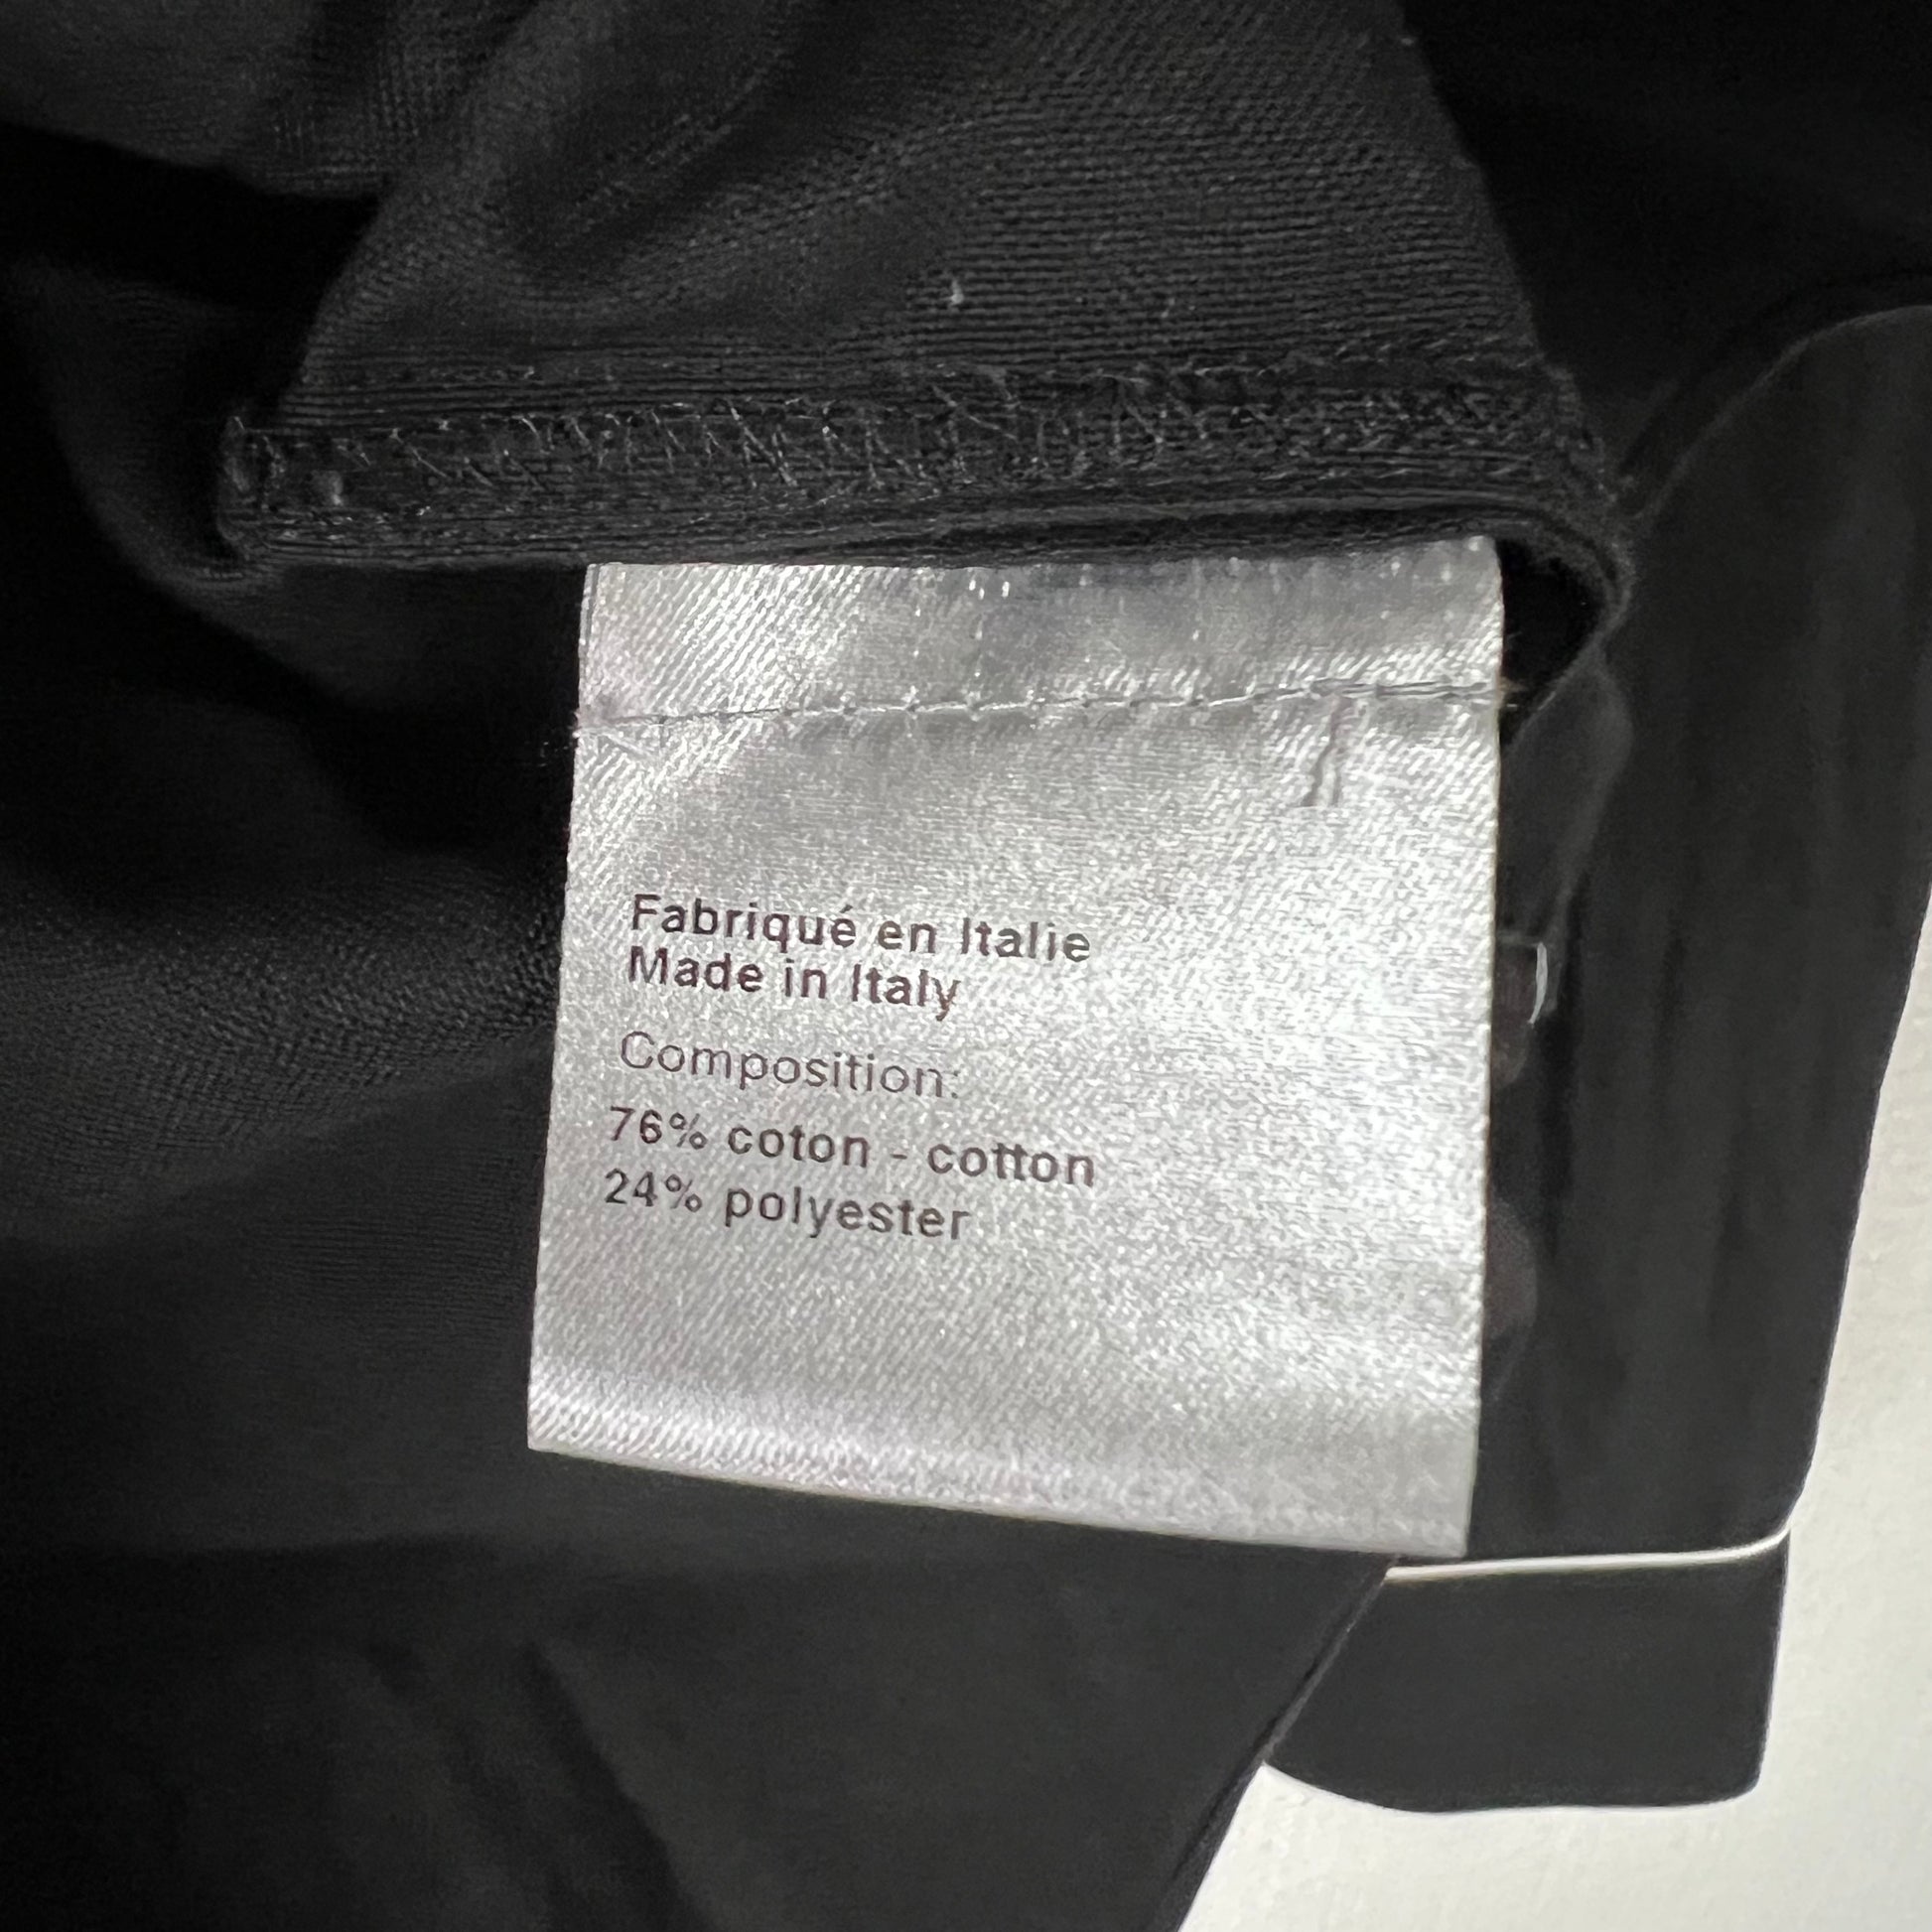 Fabriqué en Italie
Made in Italy
Composition:
76% coton - cotton
24% polyester